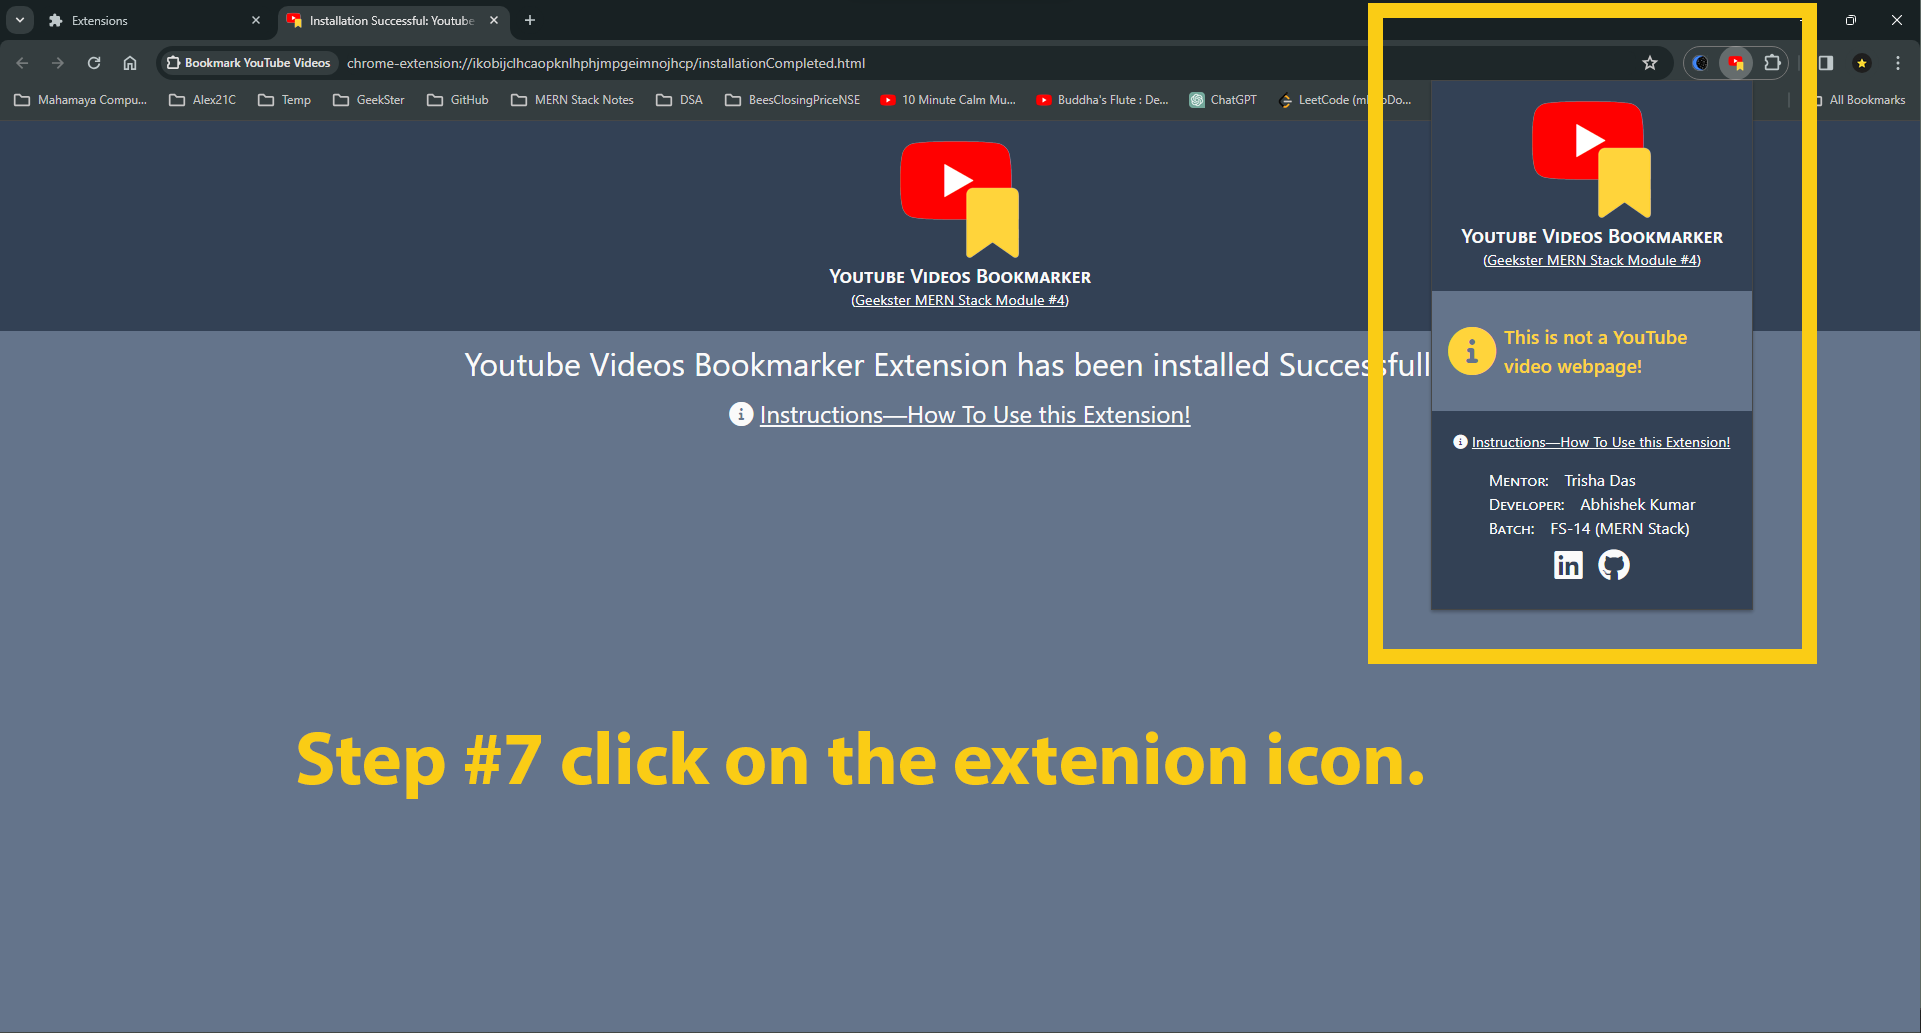 Extensions
Installation Successful: Youtube
Bookmark YouTube Videos
chrome-extension://ikobijclhcaopknlhphjmpgeimnojhcp/installationCompleted.html
Mahamaya Compu...
Alex21C
Temp
GeekSter
GitHub
MERN Stack Notes
DSA
BeesClosingPriceNSE
10 Minute Calm Mu...
Buddha's Flute : De...
ChatGPT
All Bookmarks
Youtube Videos Bookmarker
(Geekster MERN Stack Module #4)
Youtube Videos Bookmarker Extension has been installed Successfull
Instructions—How To Use this Extension!
Youtube Videos Bookmarker
(Geekster MERN Stack Module #4)
This is not a YouTube
video webpage!
Instructions—How To Use this Extension!
Mentor: Trisha Das
Developer: Abhishek Kumar
Batch: FS-14 (MERN Stack)
in
Step #7 click on the extenion icon.